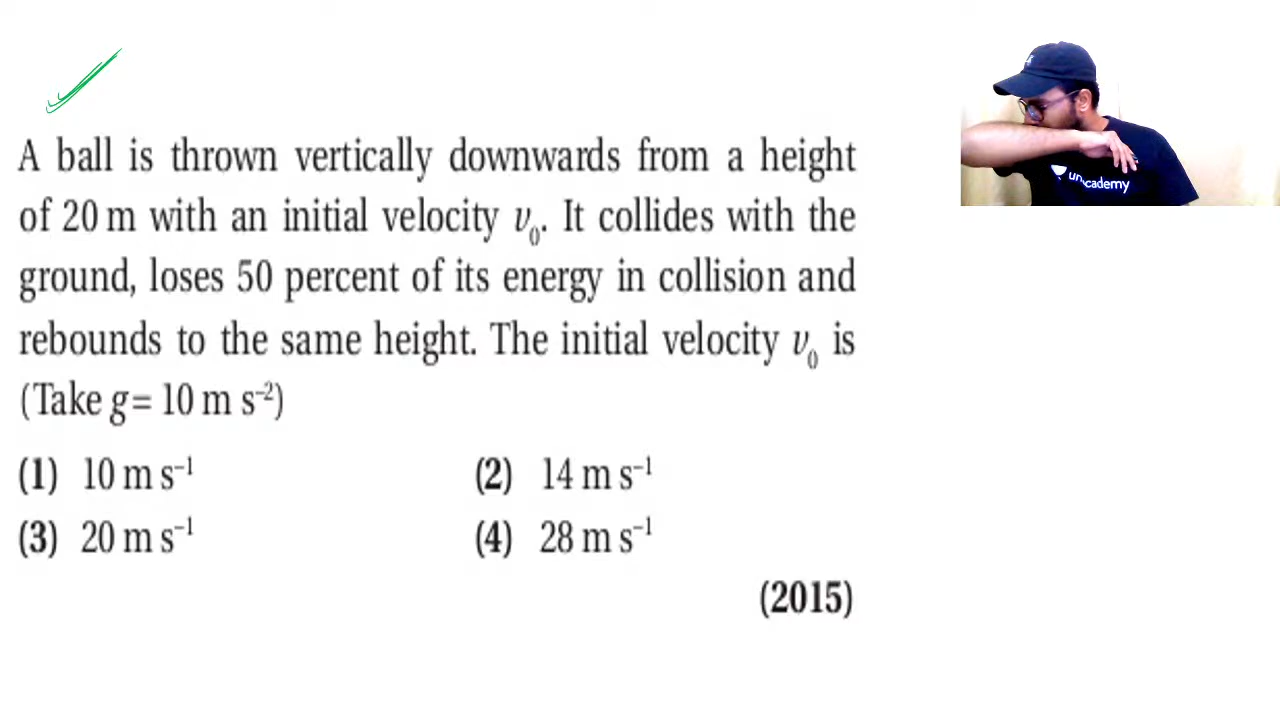 A ball is thrown vertically downwards from a height
of 20 m with an initial velocity v₀. It collides with the
ground, loses 50 percent of its energy in collision and
rebounds to the same height. The initial velocity v₀ is
(Take g= 10 m s⁻²)
(1) 10 m s⁻¹ (2) 14 m s⁻¹
(3) 20 m s⁻¹ (4) 28 m s⁻¹
(2015)
unacademy